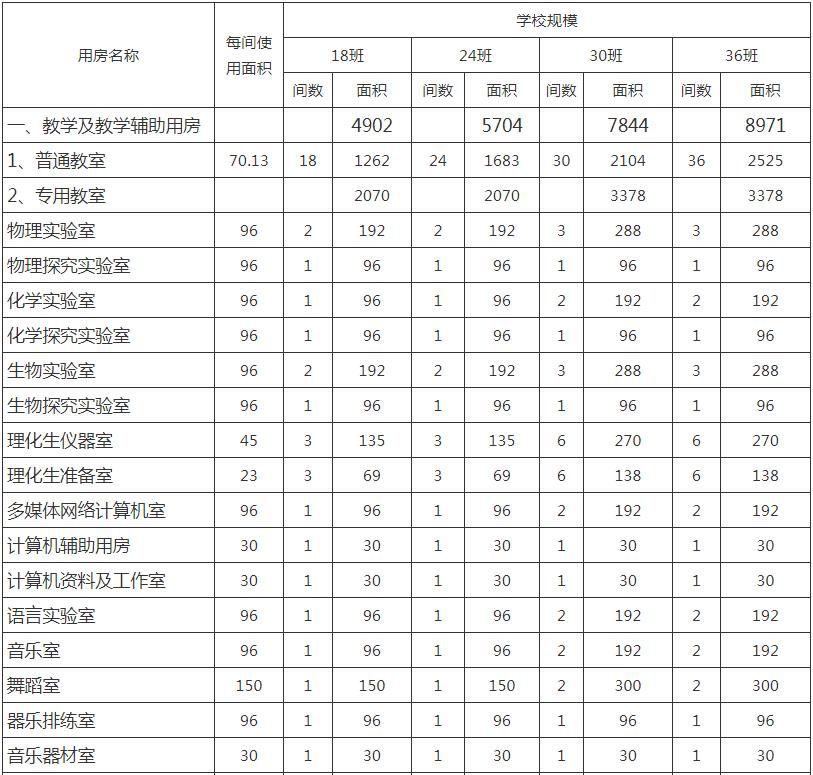 用房名称 每间使用面积 学校规模
18班 24班 30班 36班
间数 面积 间数 面积 间数 面积 间数 面积
一、教学及教学辅助用房 4902 5704 7844 8971
1、普通教室 70.13 18 1262 24 1683 30 2104 36 2525
2、专用教室 2070 2070 3378 3378
物理实验室 96 2 192 2 192 3 288 3 288
物理探究实验室 96 1 96 1 96 1 96 1 96
化学实验室 96 1 96 1 96 2 192 2 192
化学探究实验室 96 1 96 1 96 1 96 1 96
生物实验室 96 2 192 2 192 3 288 3 288
生物探究实验室 96 1 96 1 96 1 96 1 96
理化生仪器室 45 3 135 3 135 6 270 6 270
理化生准备室 23 3 69 3 69 6 138 6 138
多媒体网络计算机室 96 1 96 1 96 2 192 2 192
计算机辅助用房 30 1 30 1 30 1 30 1 30
计算机资料及工作室 30 1 30 1 30 1 30 1 30
语言实验室 96 1 96 1 96 2 192 2 192
音乐室 96 1 96 1 96 2 192 2 192
舞蹈室 150 1 150 1 150 2 300 2 300
器乐排练室 96 1 96 1 96 1 96 1 96
音乐器材室 30 1 30 1 30 1 30 1 30